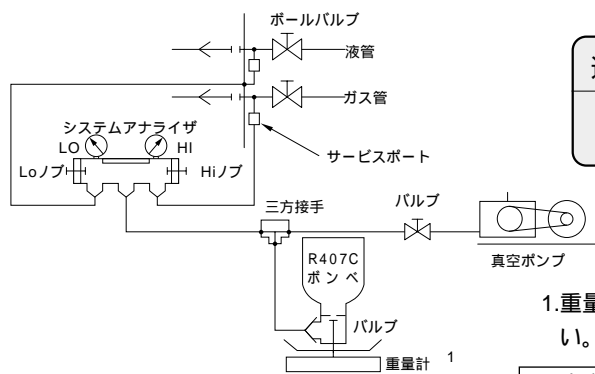 ボールバルブ
液管
ガス管
システムアナライザ
LO
HI
Loノブ
Hiノブ
サービスポート
三方接手
バルブ
R407C
ボンベ
真空ポンプ
バルブ
重量計 1
1.重量
い。